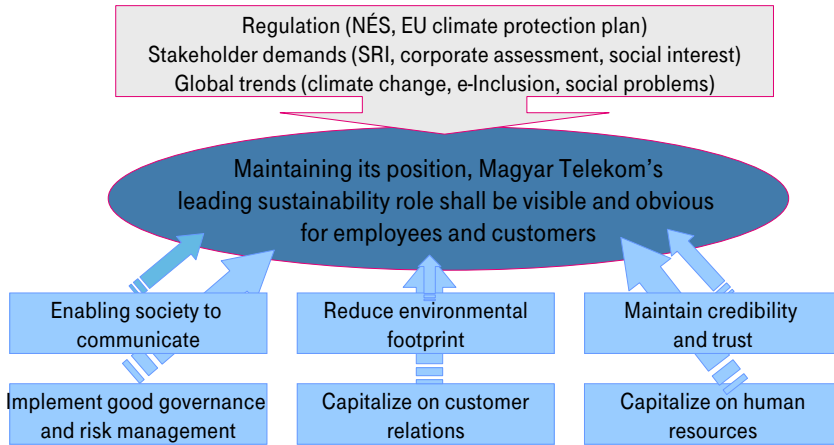 Regulation (NÉS, EU climate protection plan)
Stakeholder demands (SRI, corporate assessment, social interest)
Global trends (climate change, e-Inclusion, social problems)
Maintaining its position, Magyar Telekom's
leading sustainability role shall be visible and obvious
for employees and customers
Enabling society to
communicate
Reduce environmental
footprint
Maintain credibility
and trust
Implement good governance
and risk management
Capitalize on customer
relations
Capitalize on human
resources